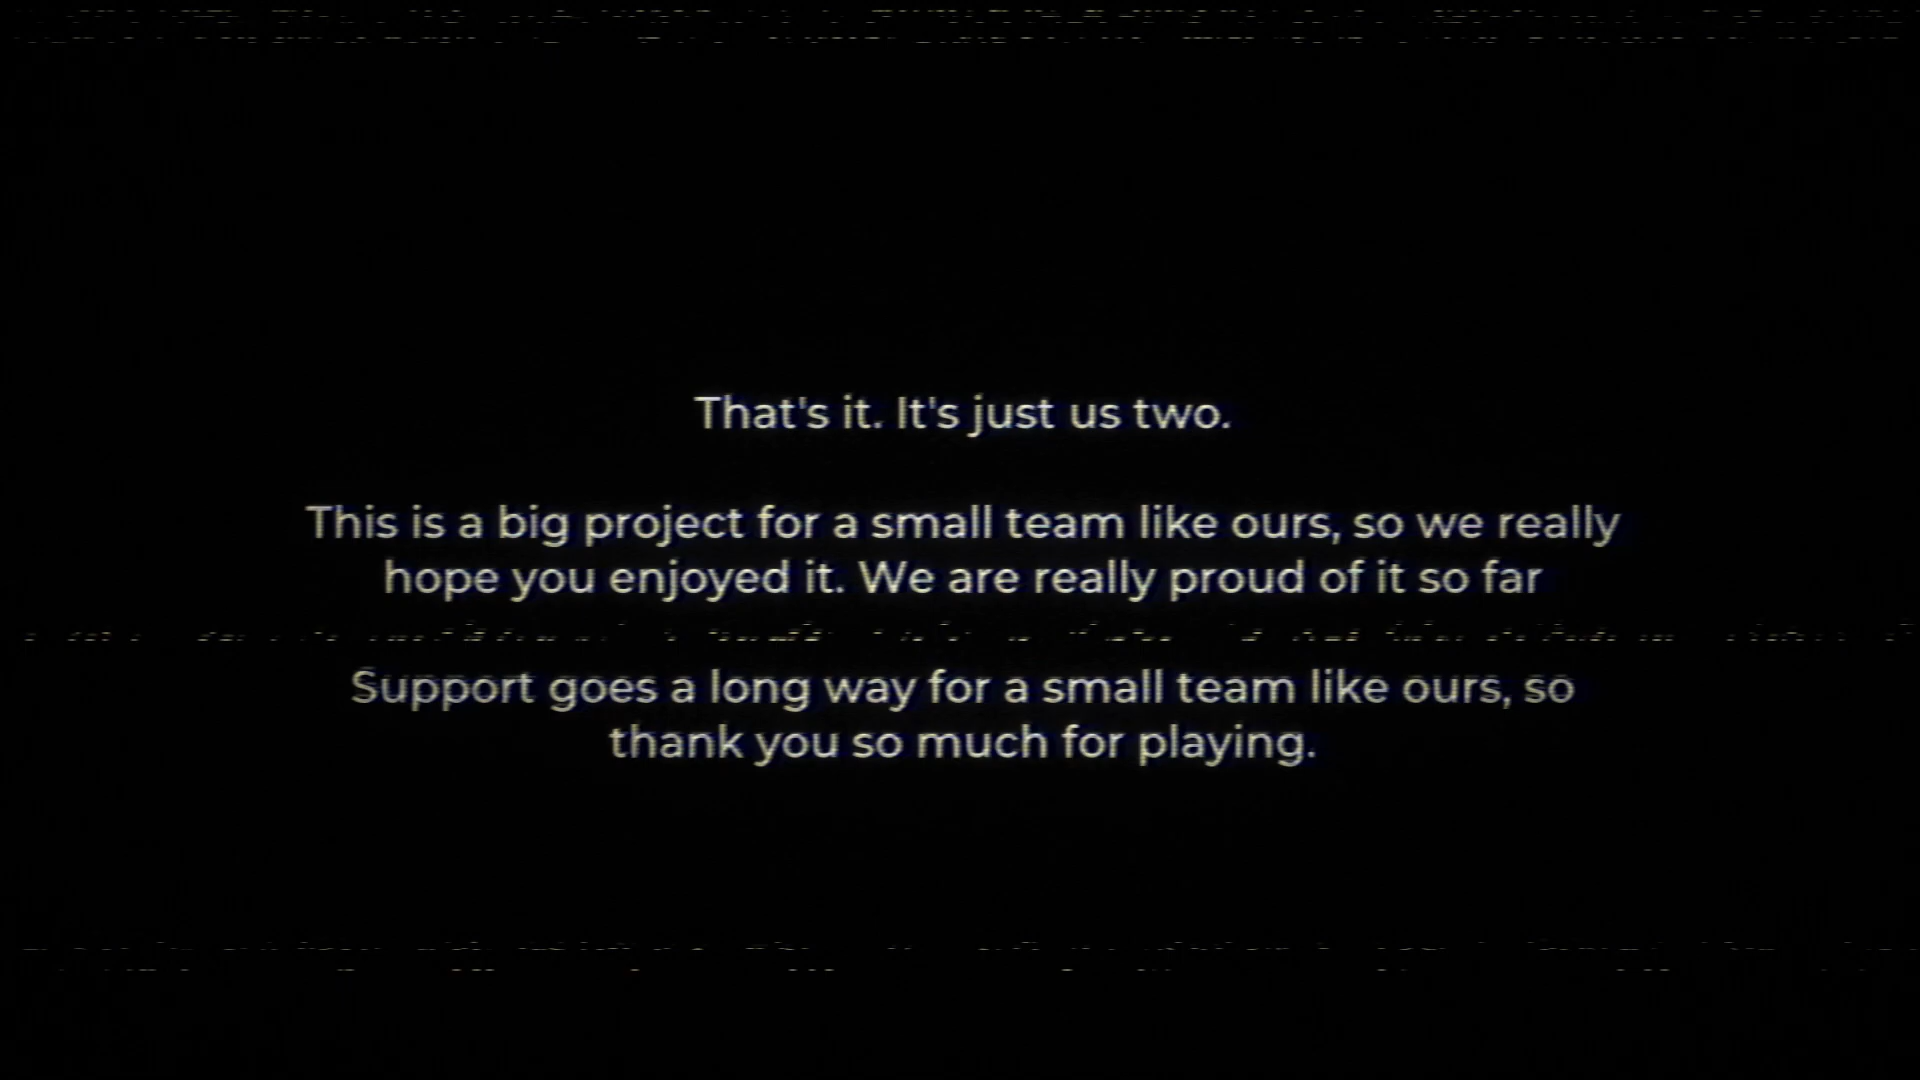 That's it. It's just us two.
This is a big project for a small team like ours, so we really
hope you enjoyed it. We are really proud of it so far
Support goes a long way for a small team like ours, so
thank you so much for playing.